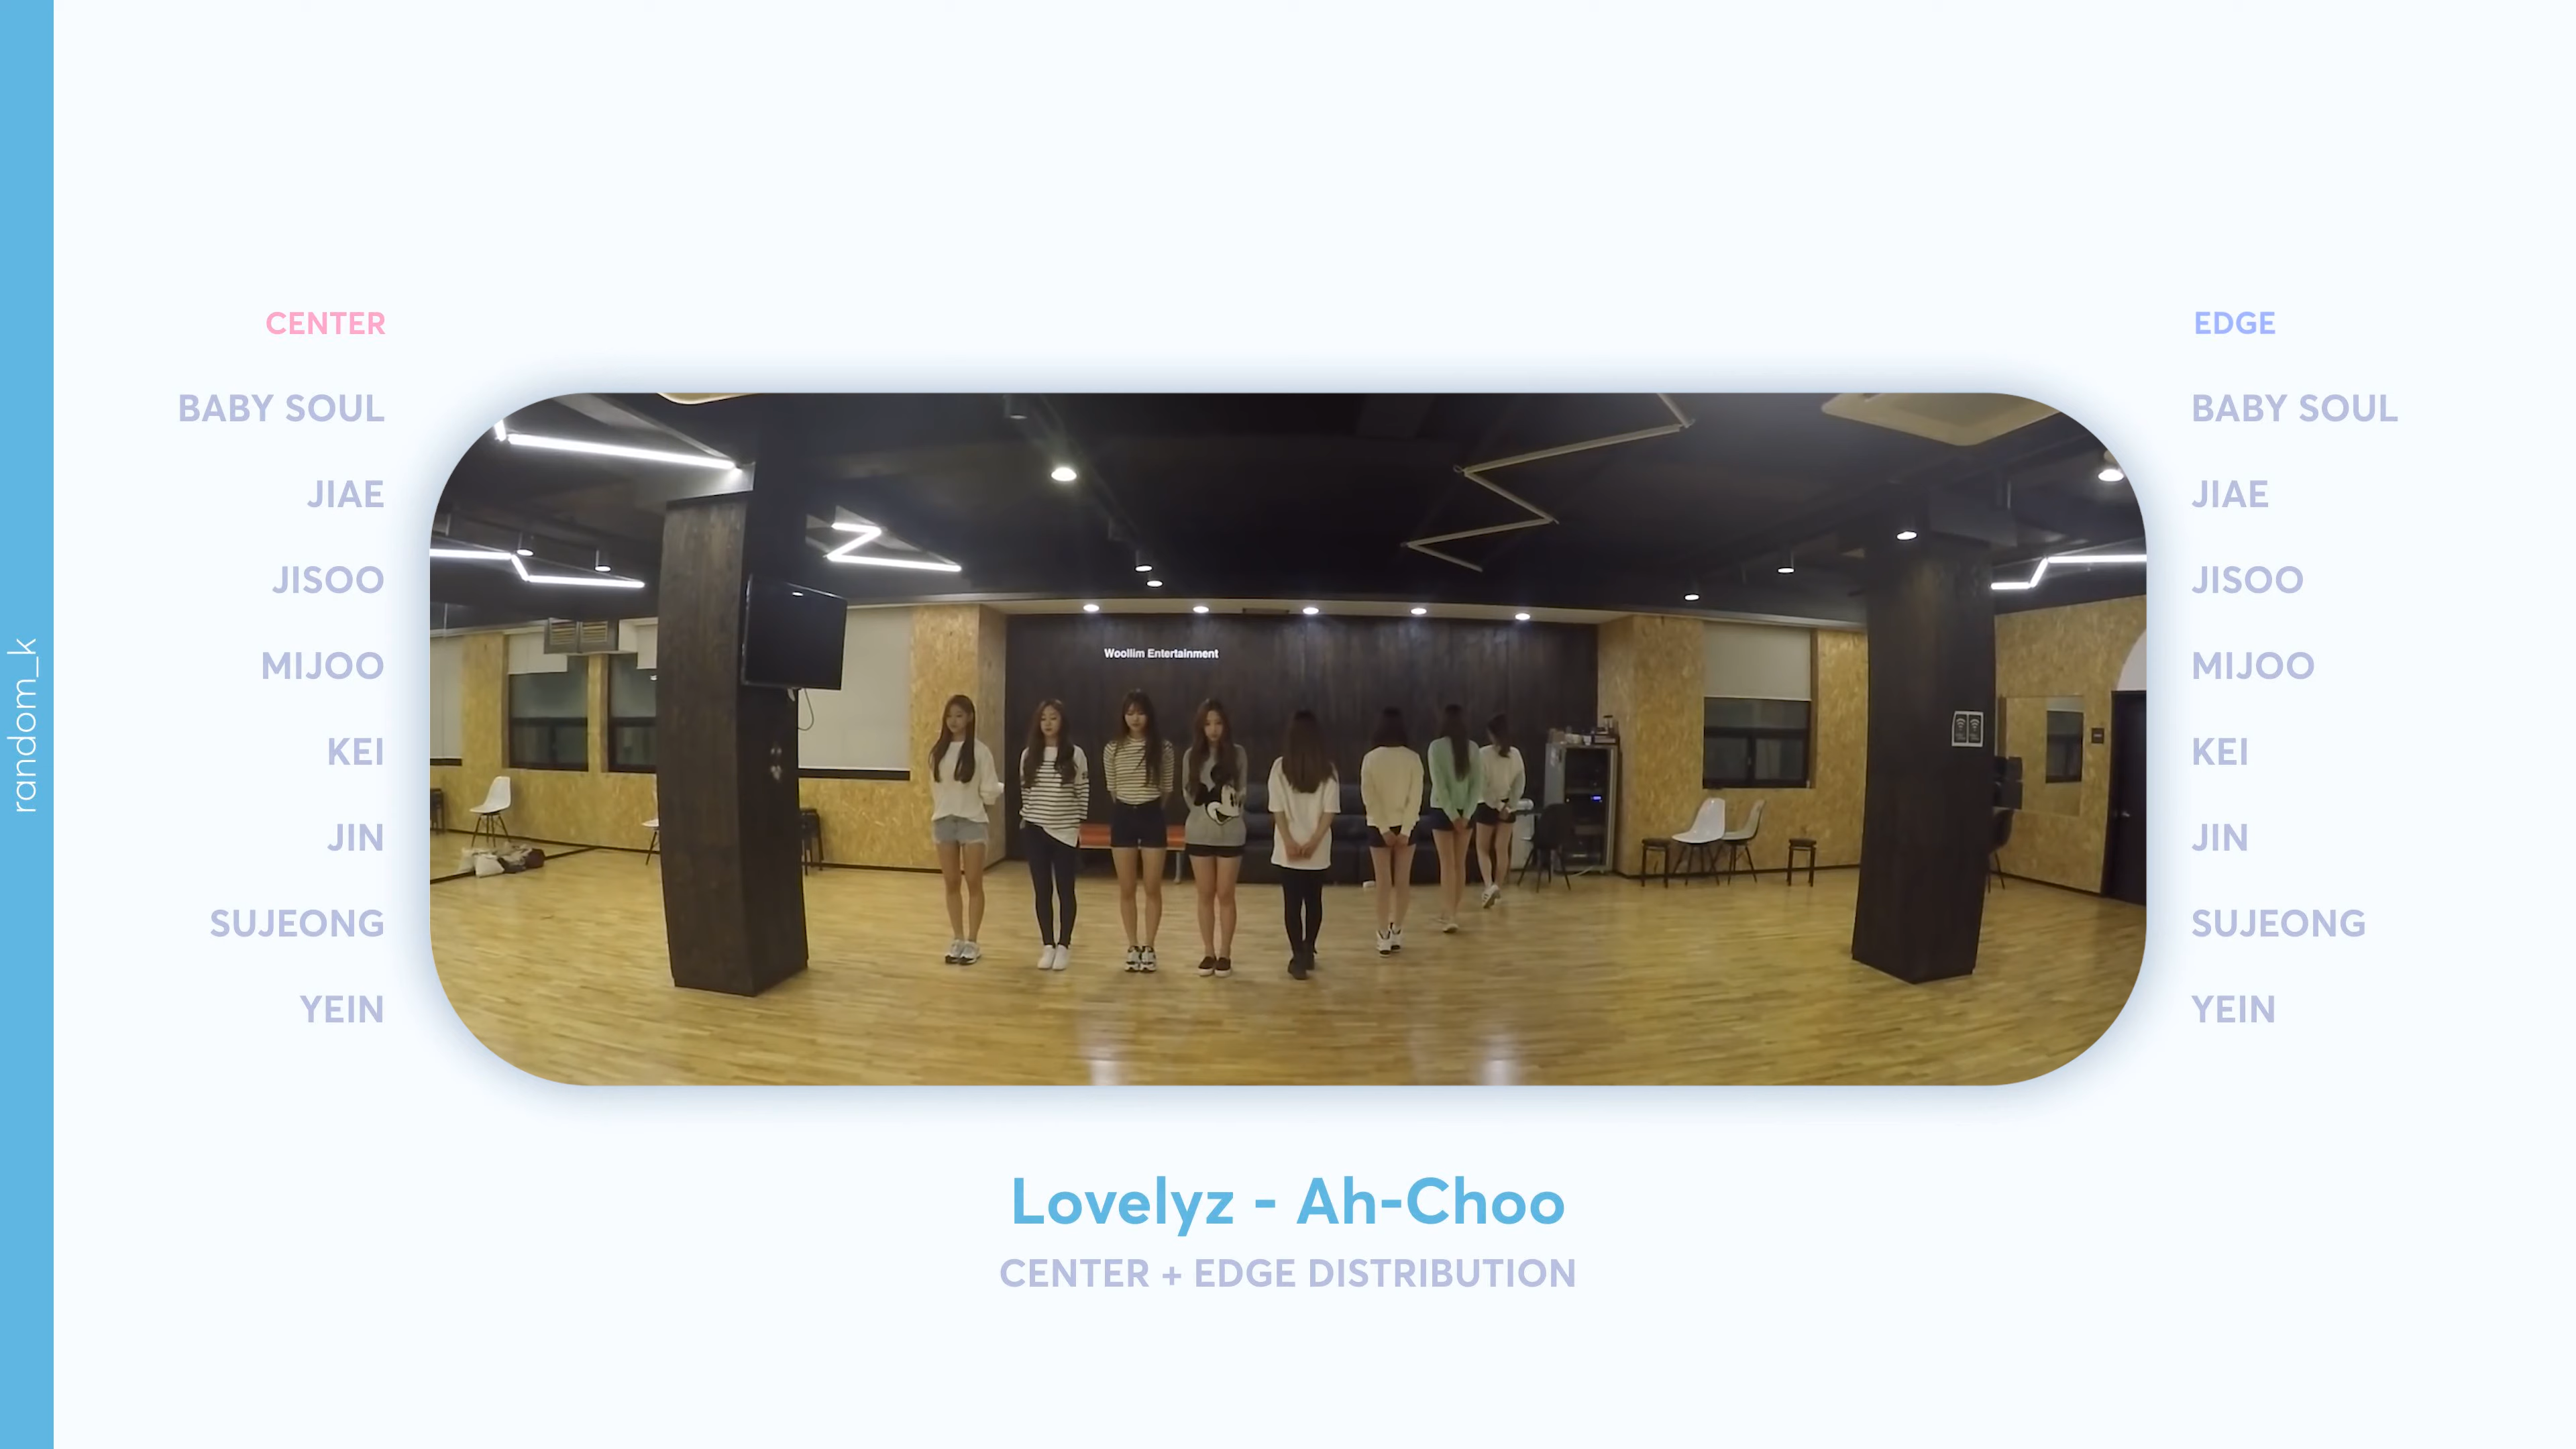 random_k
CENTER
BABY SOUL
JIAE
JISOO
MIJOO
KEI
JIN
SUJEONG
YEIN
Woollim Entertainment
EDGE
BABY SOUL
JIAE
JISOO
MIJOO
KEI
JIN
SUJEONG
YEIN
Lovelyz - Ah-Choo
CENTER + EDGE DISTRIBUTION